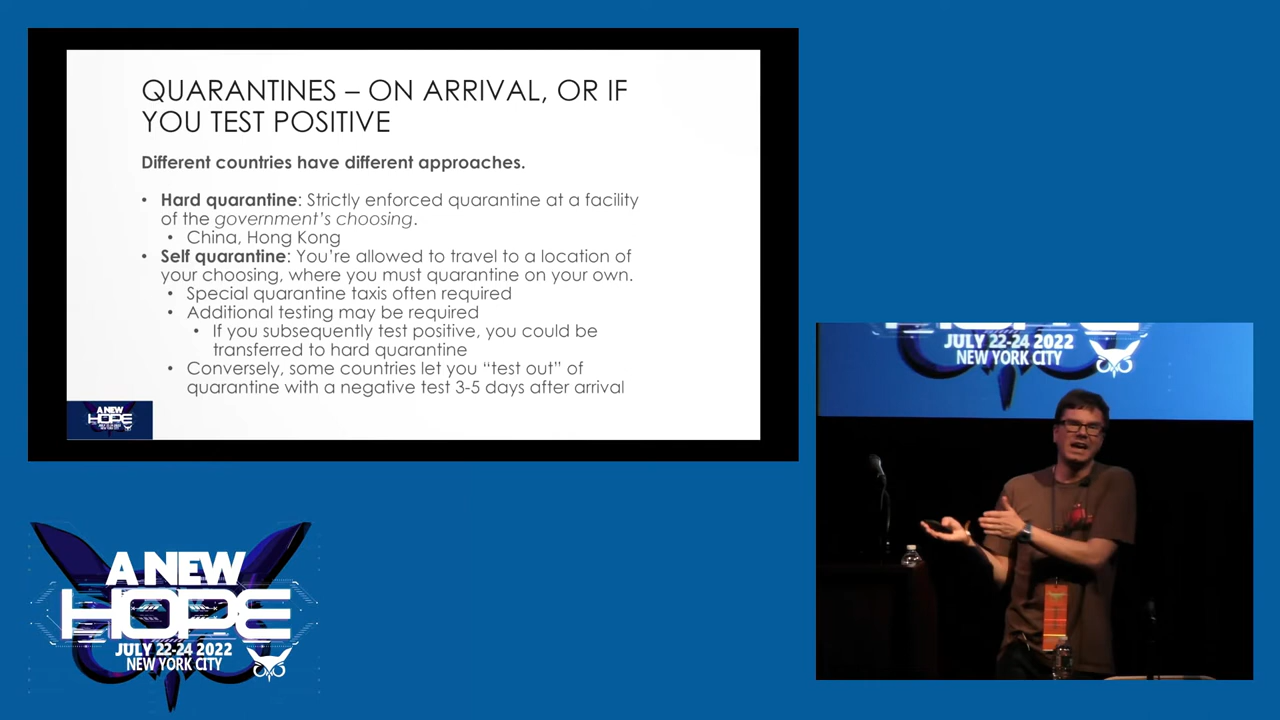 QUARANTINES – ON ARRIVAL, OR IF
YOU TEST POSITIVE
Different countries have different approaches.
• Hard quarantine: Strictly enforced quarantine at a facility
of the government's choosing.
• China, Hong Kong
• Self quarantine: You're allowed to travel to a location of
your choosing, where you must quarantine on your own.
• Special quarantine taxis often required
• Additional testing may be required
• If you subsequently test positive, you could be
transferred to hard quarantine
• Conversely, some countries let you “test out” of
quarantine with a negative test 3-5 days after arrival
A NEW
HOPE
JULY 22-24 2022
NEW YORK CITY
A NEW
HOPE
JULY 22-24 2022
NEW YORK CITY